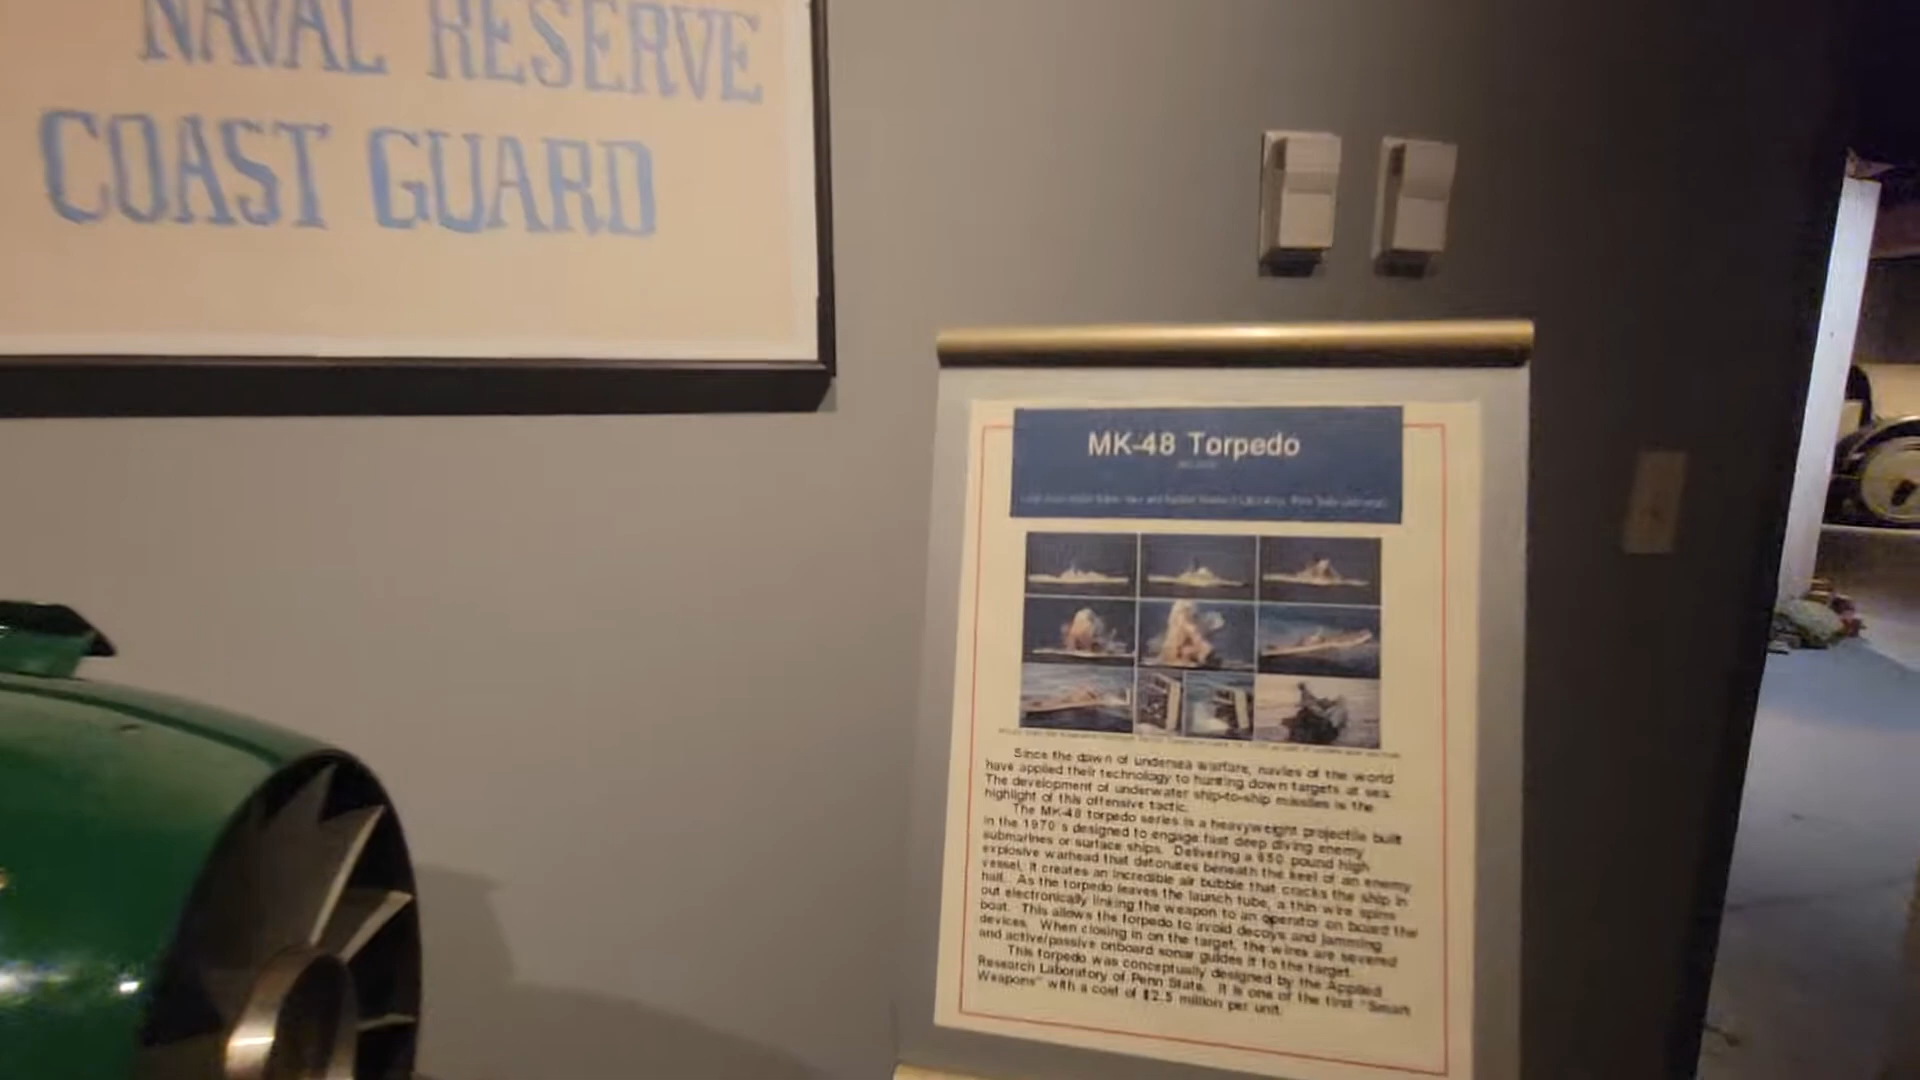 NAVAL RESERVE
COAST GUARD
MK-48 Torpedo
Since the dawn of undersea warfare, navies of the world
have applied their technology to hunting down targets at sea.
The development of underwater ship-to-ship missiles is the
highlight of this offensive tactic.
The MK-48 torpedo series is a heavyweight projectile built
in the 1970's designed to engage fast deep diving enemy
submarines or surface ships. Delivering a 650 pound high
explosive warhead that detonates beneath the keel of an enemy
vessel, it creates an incredible air bubble that cracks the ship in
half. As the torpedo leaves the launch tube, a thin wire spins
out electronically linking the weapon to an operator on board the
boat. This allows the torpedo to avoid decoys and jamming
devices. When closing in on the target, the wires are severed
and active/passive onboard sonar guides it to the target.
This torpedo was conceptually designed by the Applied
Research Laboratory of Penn State. It is one of the first "Smart
Weapons" with a cost of $2.5 million per unit.